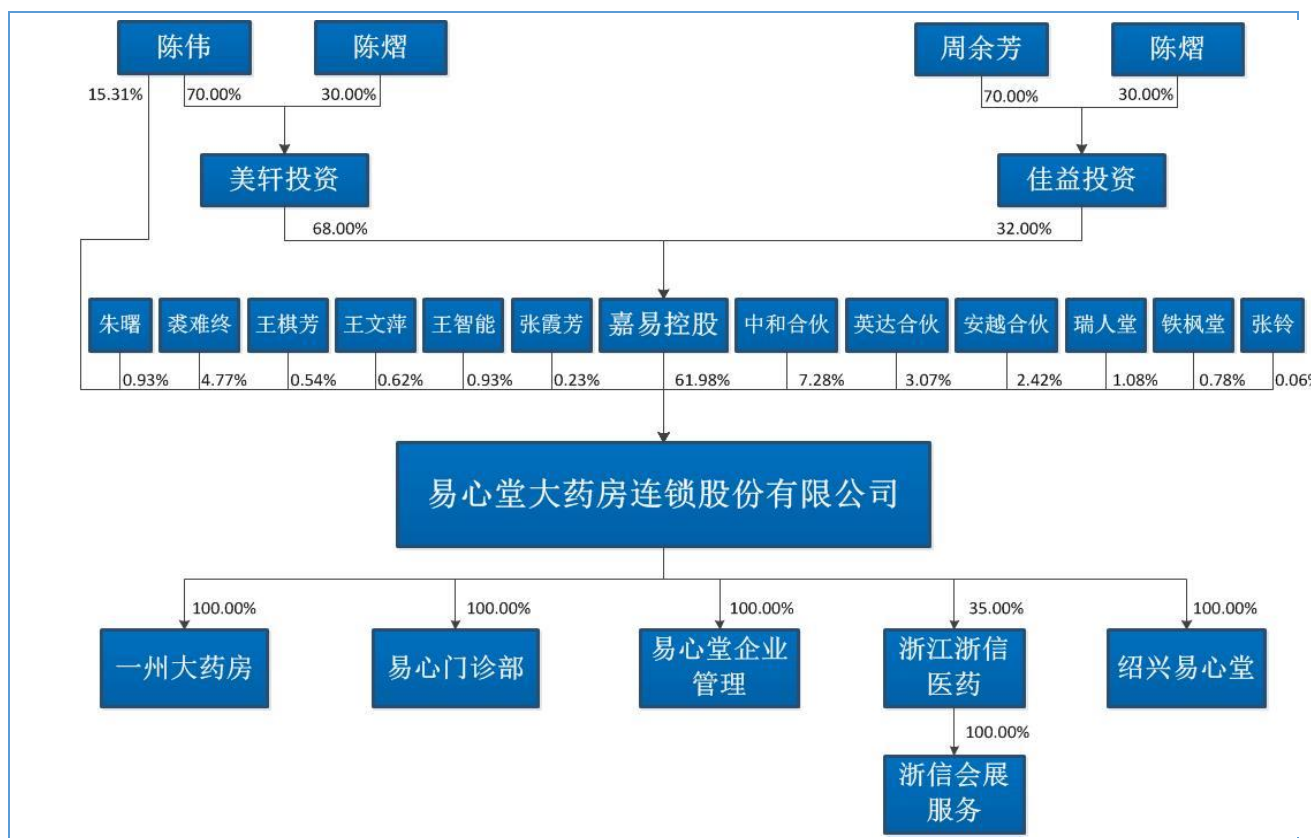 陈伟
陈熠
周余芳
陈熠
15.31%
70.00%
30.00%
70.00%
30.00%
美轩投资
佳益投资
68.00%
32.00%
朱曙
裘难终
王棋芳
王文萍
王智能
张霞芳
嘉易控股
中和合伙
英达合伙
安越合伙
瑞人堂
铁枫堂
张铃
0.93%
4.77%
0.54%
0.62%
0.93%
0.23%
61.98%
7.28%
3.07%
2.42%
1.08%
0.78%
0.06%
易心堂大药房连锁股份有限公司
100.00%
100.00%
100.00%
35.00%
100.00%
一州大药房
易心门诊部
易心堂企业
管理
浙江浙信
医药
绍兴易心堂
100.00%
浙信会展
服务